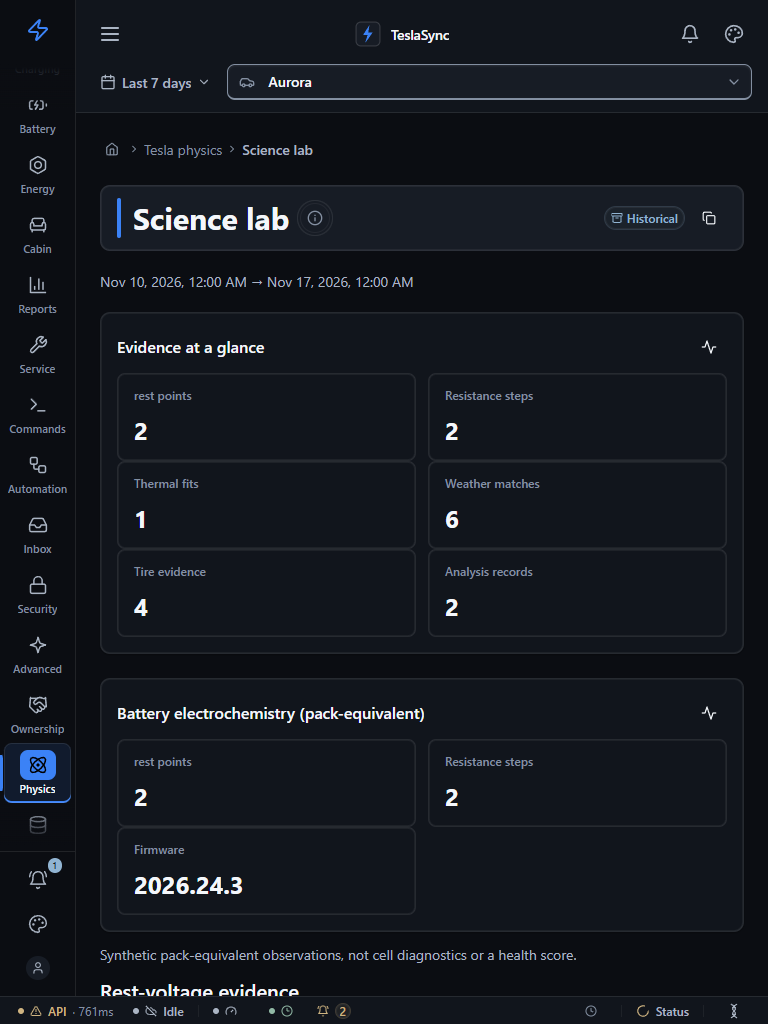 TeslaSync
Last 7 days
Aurora
Charging
Battery
Energy
Cabin
Reports
Service
Commands
Automation
Inbox
Security
Advanced
Ownership
Physics
1
Tesla physics
Science lab
Science lab
Historical
Nov 10, 2026, 12:00 AM → Nov 17, 2026, 12:00 AM
Evidence at a glance
rest points
2
Resistance steps
2
Thermal fits
1
Weather matches
6
Tire evidence
4
Analysis records
2
Battery electrochemistry (pack-equivalent)
rest points
2
Resistance steps
2
Firmware
2026.24.3
Synthetic pack-equivalent observations, not cell diagnostics or a health score.
Rest-voltage evidence
API · 761ms
Idle
2
Status